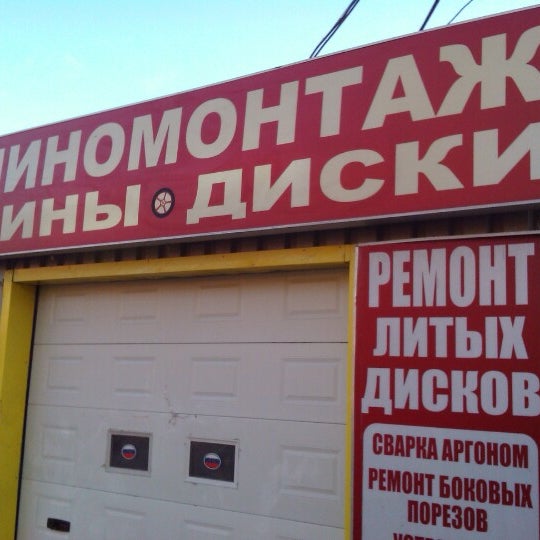 ИНОМОНТАЖ
ИНЫ ДИСКИ
РЕМОНТ
ЛИТЫХ
ДИСКОВ
СВАРКА АРГОНОМ
РЕМОНТ БОКОВЫХ
ПОРЕЗОВ